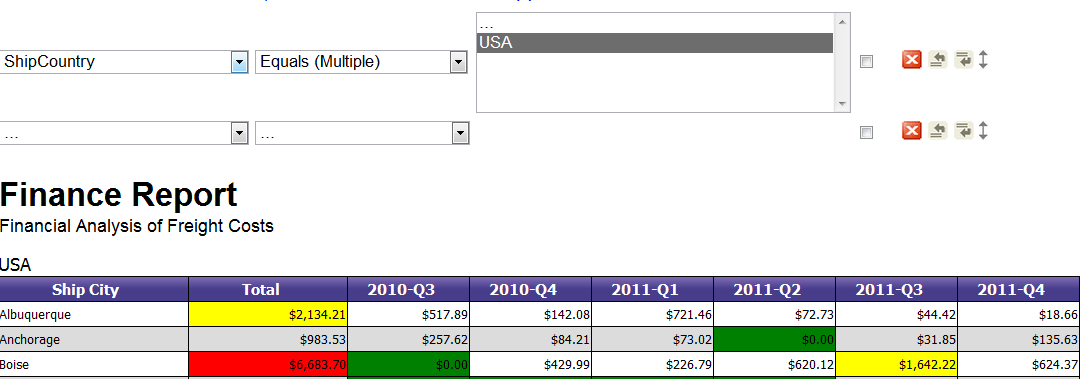 ...
USA
ShipCountry Equals (Multiple)
... ...
Finance Report
Financial Analysis of Freight Costs
USA
Ship City Total 2010-Q3 2010-Q4 2011-Q1 2011-Q2 2011-Q3 2011-Q4
Albuquerque $2,134.21 $517.89 $142.08 $721.46 $72.73 $44.42 $18.66
Anchorage $983.53 $257.62 $84.21 $73.02 $0.00 $31.85 $135.63
Boise $6,683.70 $0.00 $429.99 $226.79 $620.12 $1,642.22 $624.37